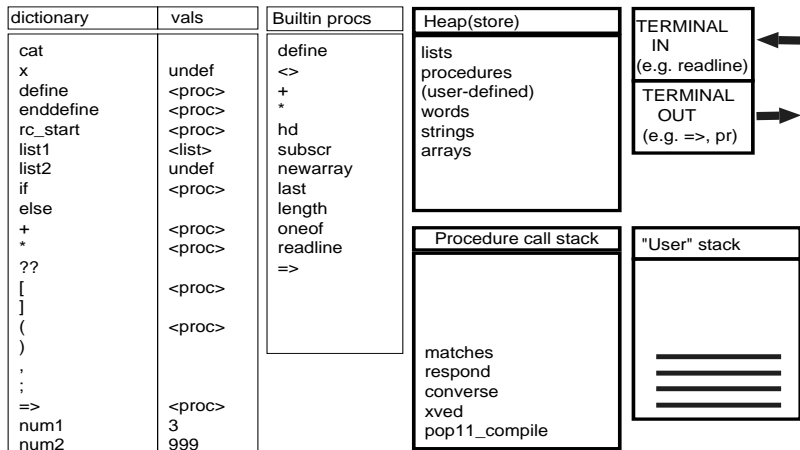 dictionary vals
cat
x undef
define <proc>
enddefine <proc>
rc_start <proc>
list1 <list>
list2 undef
if <proc>
else
+ <proc>
* <proc>
??
[ <proc>
]
( <proc>
)
,
;
=> <proc>
num1 3
num2 999
Builtin procs
define
<>
+
*
hd
subscr
newarray
last
length
oneof
readline
=>
Heap(store)
lists
procedures
(user-defined)
words
strings
arrays
TERMINAL
IN
(e.g. readline)
TERMINAL
OUT
(e.g. =>, pr)
Procedure call stack
matches
respond
converse
xved
pop11_compile
"User" stack